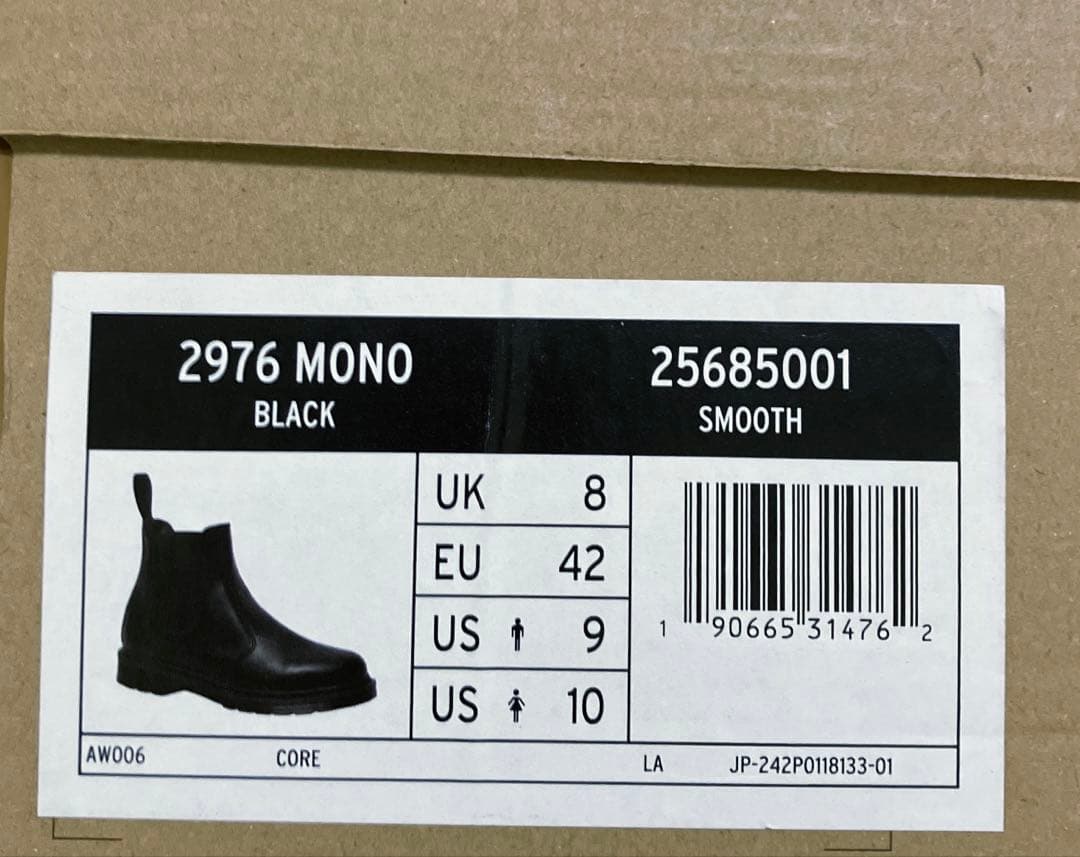 2976 MONO
BLACK
25685001
SMOOTH
UK 8
EU 42
US 9
US 10
1 90665 31476 2
AW006 CORE LA JP-242P0118133-01